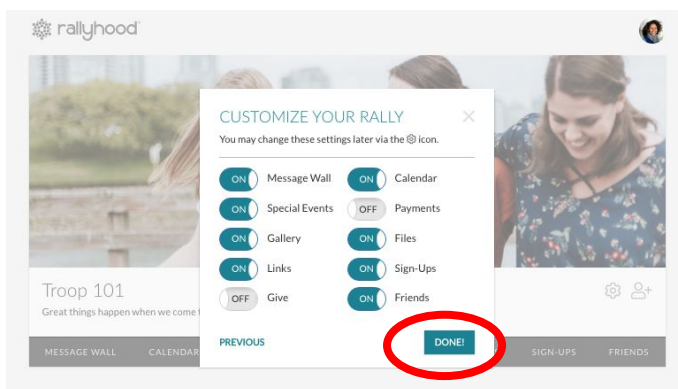 rallyhood
CUSTOMIZE YOUR RALLY
You may change these settings later via the icon.
ON Message Wall ON Calendar
ON Special Events OFF Payments
ON Gallery ON Files
ON Links ON Sign-Ups
OFF Give ON Friends
PREVIOUS DONE!
Troop 101
Great things happen when we come
MESSAGE WALL CALENDAR SIGN-UPS FRIENDS